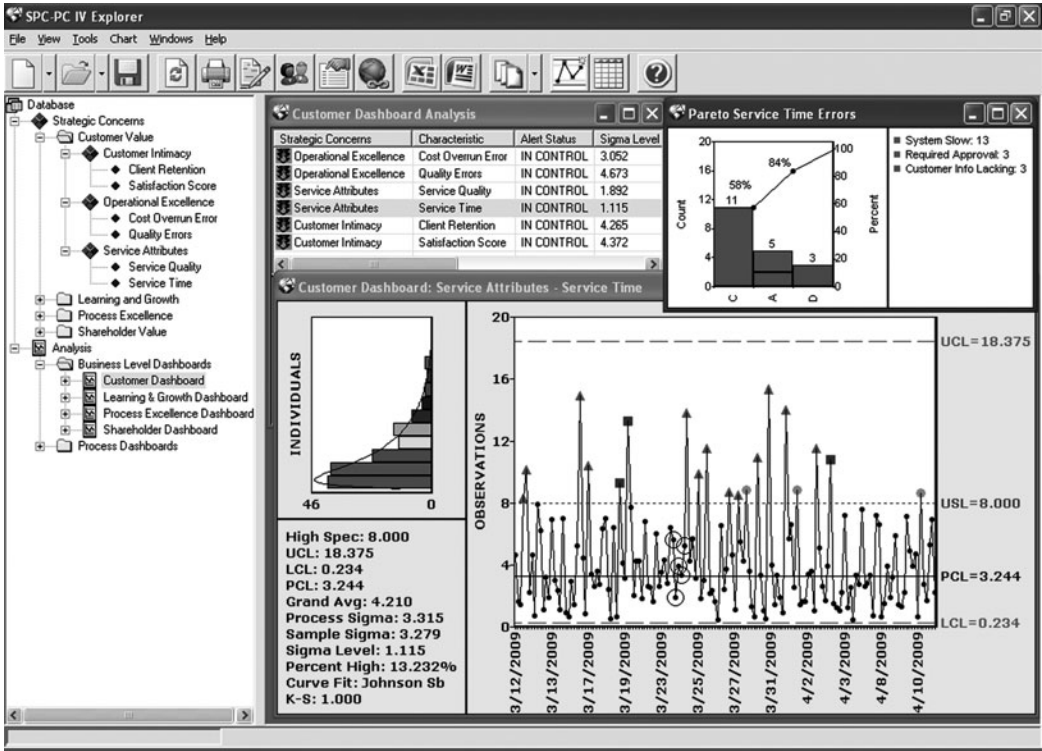 SPC-PC IV Explorer
File View Tools Chart Windows Help
Database
Strategic Concerns
Customer Value
Customer Intimacy
Client Retention
Satisfaction Score
Operational Excellence
Cost Overrun Error
Quality Errors
Service Attributes
Service Quality
Service Time
Learning and Growth
Process Excellence
Shareholder Value
Analysis
Business Level Dashboards
Customer Dashboard
Learning & Growth Dashboard
Process Excellence Dashboard
Shareholder Dashboard
Process Dashboards
Customer Dashboard Analysis
Strategic Concerns Characteristic Alert Status Sigma Level
Operational Excellence Cost Overrun Error IN CONTROL 3.052
Operational Excellence Quality Errors IN CONTROL 4.673
Service Attributes Service Quality IN CONTROL 1.892
Service Attributes Service Time IN CONTROL 1.115
Customer Intimacy Client Retention IN CONTROL 4.265
Customer Intimacy Satisfaction Score IN CONTROL 4.372
Pareto Service Time Errors
20
16
12
8
4
0
Count
58%
11
84%
5
3
100
80
60
40
20
0
Percent
C A D
System Slow: 13
Required Approval: 3
Customer Info Lacking: 3
Customer Dashboard: Service Attributes - Service Time
INDIVIDUALS
46 0
High Spec: 8.000
UCL: 18.375
LCL: 0.234
PCL: 3.244
Grand Avg: 4.210
Process Sigma: 3.315
Sample Sigma: 3.279
Sigma Level: 1.115
Percent High: 13.232%
Curve Fit: Johnson Sb
K-S: 1.000
OBSERVATIONS
20
16
12
8
4
0
UCL=18.375
USL=8.000
PCL=3.244
LCL=0.234
3/12/2009
3/13/2009
3/17/2009
3/19/2009
3/23/2009
3/25/2009
3/27/2009
3/31/2009
4/2/2009
4/3/2009
4/8/2009
4/10/2009